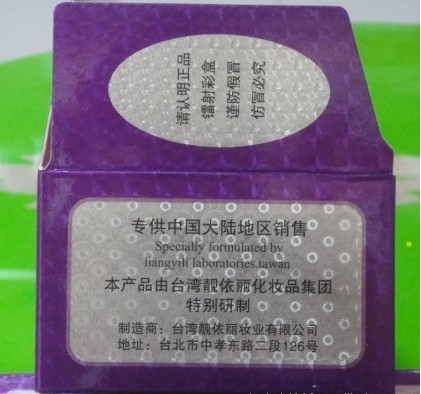 请认明正品
镭射彩盒
谨防假冒
仿冒必究
专供中国大陆地区销售
Specially formulated by
liangyili laboratories.tawan
本产品由台湾靓依丽化妆品集团
特别研制
制造商：台湾靓依丽妆业有限公司
地址：台北市中孝东路二段126号